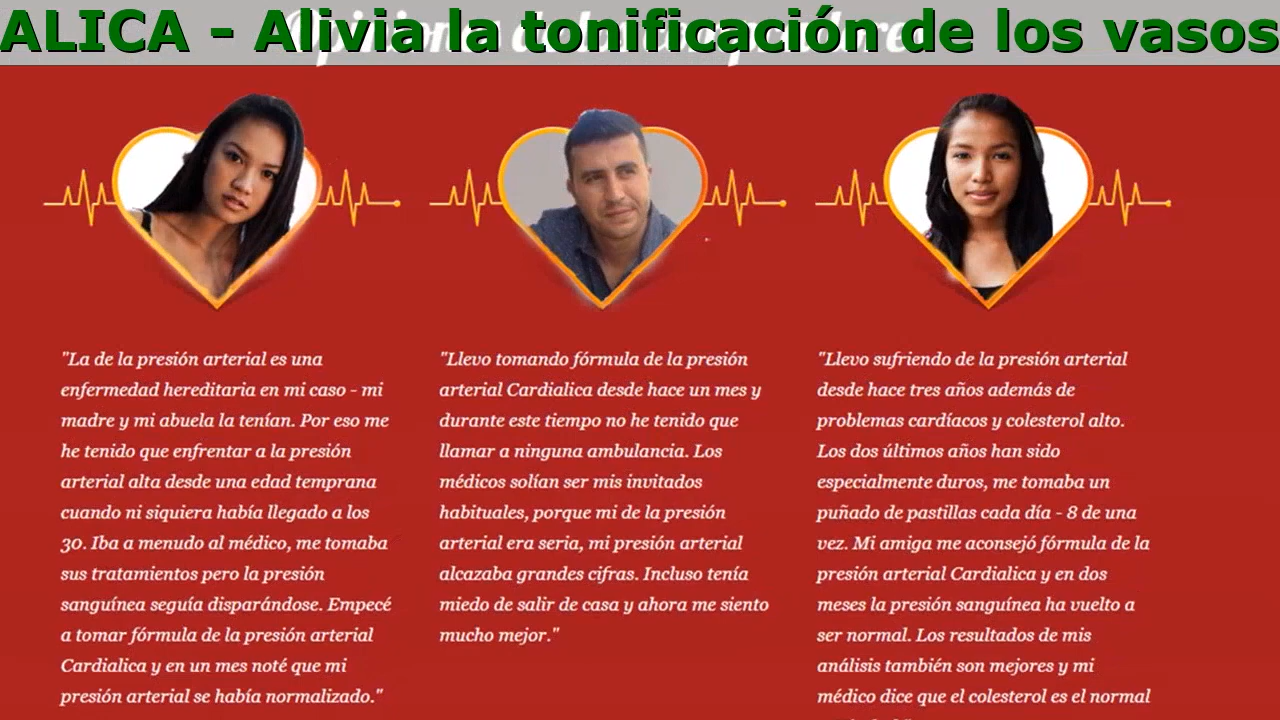 ALICA - Alivia la tonificación de los vasos
"La de la presión arterial es una
enfermedad hereditaria en mi caso - mi
madre y mi abuela la tenían. Por eso me
he tenido que enfrentar a la presión
arterial alta desde una edad temprana
cuando ni siquiera había llegado a los
30. Iba a menudo al médico, me tomaba
sus tratamientos pero la presión
sanguínea seguía disparándose. Empecé
a tomar fórmula de la presión arterial
Cardialica y en un mes noté que mi
presión arterial se había normalizado."
"Llevo tomando fórmula de la presión
arterial Cardialica desde hace un mes y
durante este tiempo no he tenido que
llamar a ninguna ambulancia. Los
médicos solían ser mis invitados
habituales, porque mi de la presión
arterial era seria, mi presión arterial
alcazaba grandes cifras. Incluso tenía
miedo de salir de casa y ahora me siento
mucho mejor."
"Llevo sufriendo de la presión arterial
desde hace tres años además de
problemas cardíacos y colesterol alto.
Los dos últimos años han sido
especialmente duros, me tomaba un
puñado de pastillas cada día - 8 de una
vez. Mi amiga me aconsejó fórmula de la
presión arterial Cardialica y en dos
meses la presión sanguínea ha vuelto a
ser normal. Los resultados de mis
análisis también son mejores y mi
médico dice que el colesterol es el normal